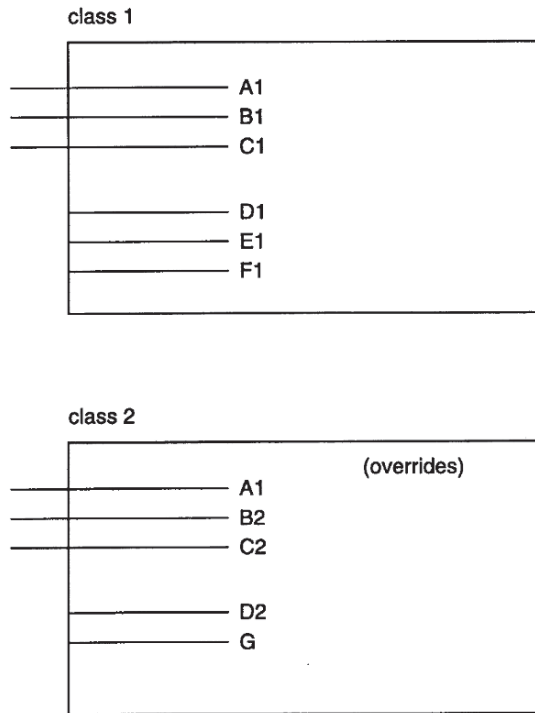 class 1
A1
B1
C1
D1
E1
F1
class 2
(overrides)
A1
B2
C2
D2
G